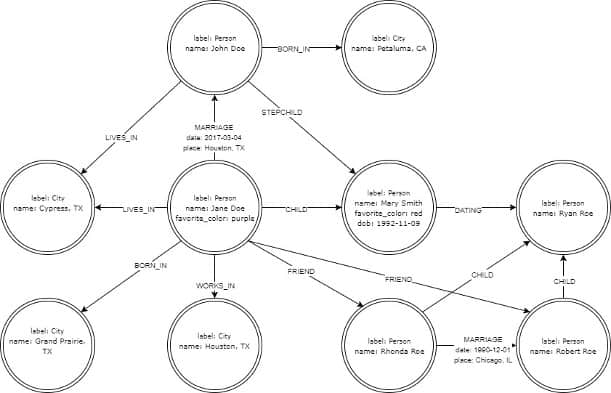 label: Person
name: John Doe
BORN_IN
label: City
name: Petaluma, CA
LIVES_IN
MARRIAGE
date: 2017-03-04
place: Houston, TX
STEPCHILD
label: City
name: Cypress, TX
LIVES_IN
label: Person
name: Jane Doe
favorite_color: purple
CHILD
label: Person
name: Mary Smith
favorite_color: red
dob: 1992-11-09
DATING
label: Person
name: Ryan Roe
BORN_IN
WORKS_IN
FRIEND
FRIEND
CHILD
CHILD
label: City
name: Grand Prairie,
TX
label: City
name: Houston, TX
label: Person
name: Rhonda Roe
MARRIAGE
date: 1990-12-01
place: Chicago, IL
label: Person
name: Robert Roe